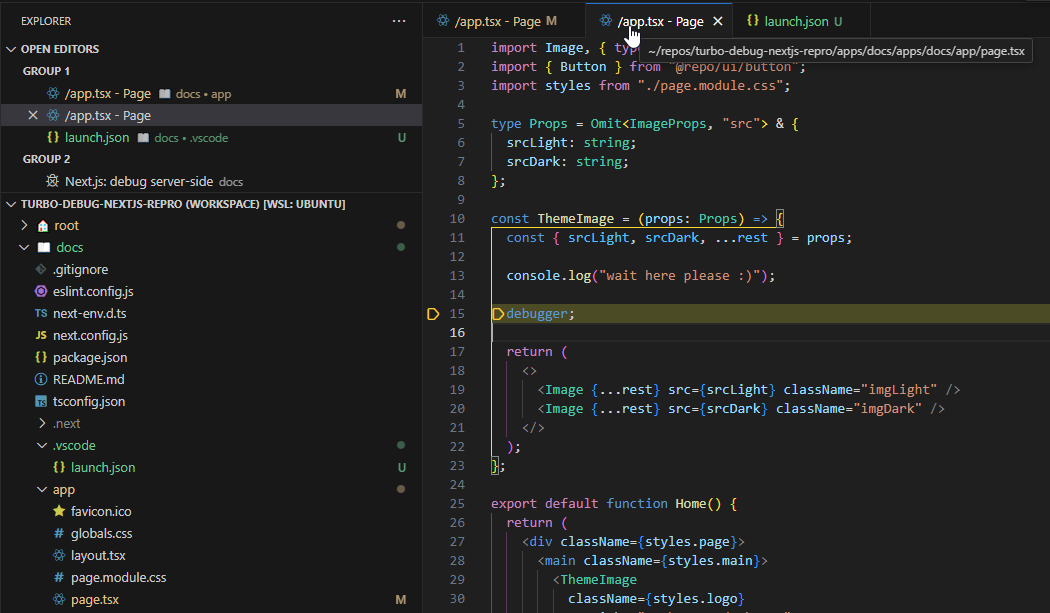 EXPLORER
OPEN EDITORS
GROUP 1
/app.tsx - Page docs • app M
/app.tsx - Page
launch.json docs • .vscode U
GROUP 2
Next.js: debug server-side docs
TURBO-DEBUG-NEXTJS-REPRO (WORKSPACE) [WSL: UBUNTU]
root
docs
.gitignore
eslint.config.js
TS next-env.d.ts
JS next.config.js
{} package.json
README.md
TS tsconfig.json
.next
.vscode
{} launch.json U
app
favicon.ico
# globals.css
layout.tsx
# page.module.css
page.tsx M
/app.tsx - Page M
/app.tsx - Page
{} launch.json U
~/repos/turbo-debug-nextjs-repro/apps/docs/apps/docs/app/page.tsx
1 import Image, { typ
2 import { Button } from "@repo/ui/button";
3 import styles from "./page.module.css";
4
5 type Props = Omit<ImageProps, "src"> & {
6 srcLight: string;
7 srcDark: string;
8 };
9
10 const ThemeImage = (props: Props) => {
11 const { srcLight, srcDark, ...rest } = props;
12
13 console.log("wait here please :)");
14
15 debugger;
16
17 return (
18 <>
19 <Image {...rest} src={srcLight} className="imgLight" />
20 <Image {...rest} src={srcDark} className="imgDark" />
21 </>
22 );
23 };
24
25 export default function Home() {
26 return (
27 <div className={styles.page}>
28 <main className={styles.main}>
29 <ThemeImage
30 className={styles.logo}